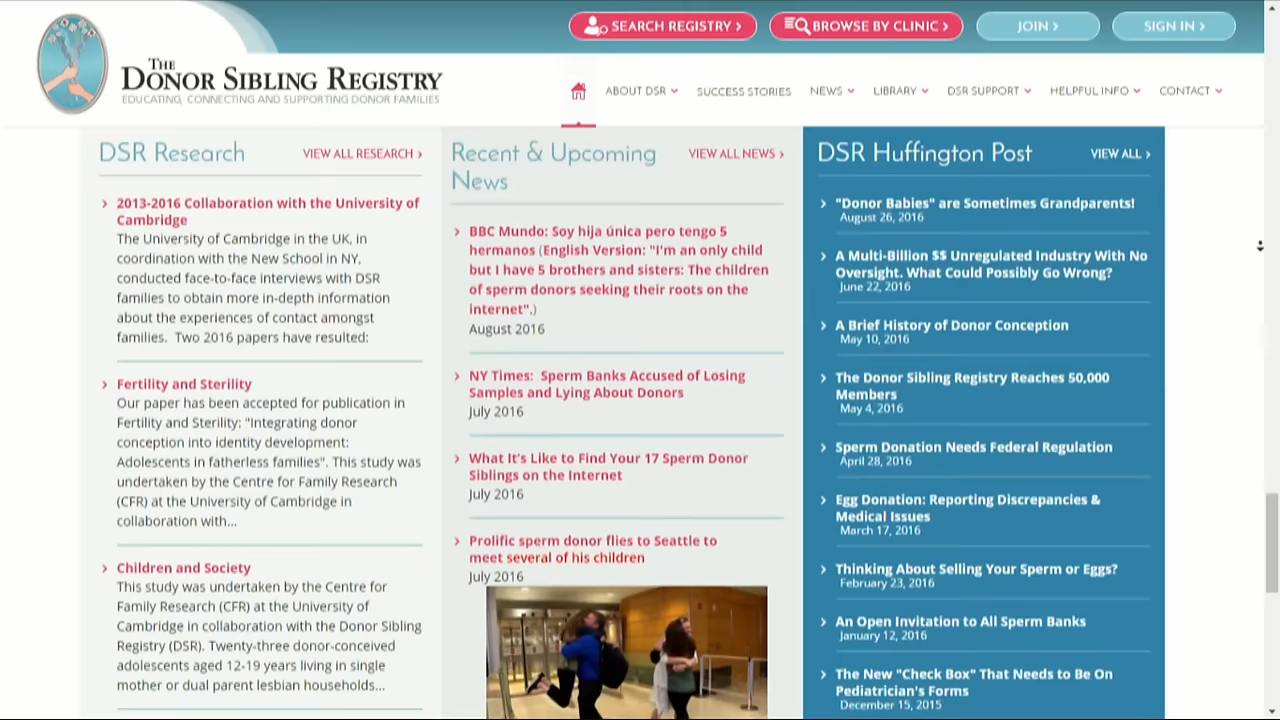 SEARCH REGISTRY >
BROWSE BY CLINIC >
JOIN >
SIGN IN >
THE
DONOR SIBLING REGISTRY
EDUCATING, CONNECTING AND SUPPORTING DONOR FAMILIES
ABOUT DSR
SUCCESS STORIES
NEWS
LIBRARY
DSR SUPPORT
HELPFUL INFO
CONTACT
DSR Research
VIEW ALL RESEARCH >
2013-2016 Collaboration with the University of
Cambridge
The University of Cambridge in the UK, in
coordination with the New School in NY,
conducted face-to-face interviews with DSR
families to obtain more in-depth information
about the experiences of contact amongst
families.  Two 2016 papers have resulted:
Fertility and Sterility
Our paper has been accepted for publication in
Fertility and Sterility: "Integrating donor
conception into identity development:
Adolescents in fatherless families". This study was
undertaken by the Centre for Family Research
(CFR) at the University of Cambridge in
collaboration with...
Children and Society
This study was undertaken by the Centre for
Family Research (CFR) at the University of
Cambridge in collaboration with the Donor Sibling
Registry (DSR). Twenty-three donor-conceived
adolescents aged 12-19 years living in single
mother or dual parent lesbian households...
Recent & Upcoming
News
VIEW ALL NEWS >
BBC Mundo: Soy hija única pero tengo 5
hermanos (English Version: "I'm an only child
but I have 5 brothers and sisters: The children
of sperm donors seeking their roots on the
internet".)
August 2016
NY Times:  Sperm Banks Accused of Losing
Samples and Lying About Donors
July 2016
What It's Like to Find Your 17 Sperm Donor
Siblings on the Internet
July 2016
Prolific sperm donor flies to Seattle to
meet several of his children
July 2016
DSR Huffington Post
VIEW ALL >
"Donor Babies" are Sometimes Grandparents!
August 26, 2016
A Multi-Billion $$ Unregulated Industry With No
Oversight. What Could Possibly Go Wrong?
June 22, 2016
A Brief History of Donor Conception
May 10, 2016
The Donor Sibling Registry Reaches 50,000
Members
May 4, 2016
Sperm Donation Needs Federal Regulation
April 28, 2016
Egg Donation: Reporting Discrepancies &
Medical Issues
March 17, 2016
Thinking About Selling Your Sperm or Eggs?
February 23, 2016
An Open Invitation to All Sperm Banks
January 12, 2016
The New "Check Box" That Needs to Be On
Pediatrician's Forms
December 15, 2015